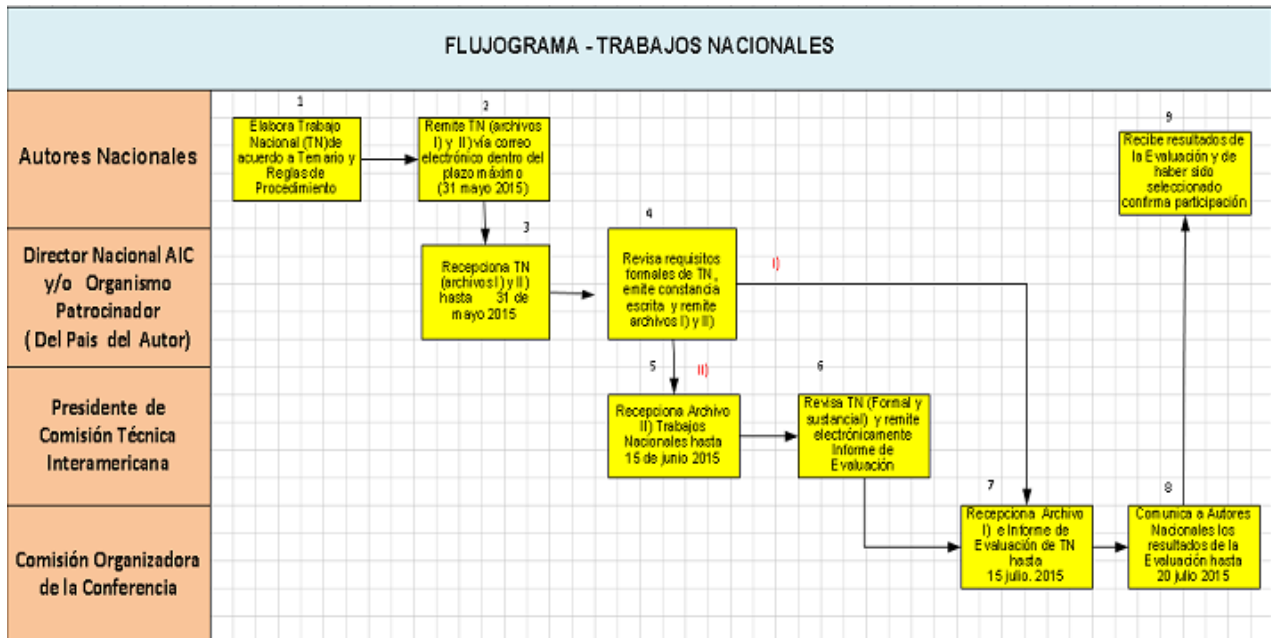 FLUJOGRAMA - TRABAJOS NACIONALES
Autores Nacionales
1
Elabora Trabajo
Nacional (TN)de
acuerdo a Temario y
Reglas de
Procedimiento
2
Remite TN (archivos
I) y II) vía correo
electrónico dentro del
plazo máximo
(31 mayo 2015)
9
Recibe resultados de
la Evaluación y de
haber sido
seleccionado
confirma participación
Director Nacional AIC
y/o Organismo
Patrocinador
( Del Pais del Autor)
3
Recepciona TN
(archivos I) y II)
hasta 31 de
mayo 2015
4
Revisa requisitos
formales de TN ,
emite constancia
escrita y remite
archivos I) y II)
I)
Presidente de
Comisión Técnica
Interamericana
5
II)
Recepciona Archivo
II) Trabajos
Nacionales hasta
15 de junio 2015
6
Revisa TN (Formal y
sustancial) y remite
electrónicamente
Informe de
Evaluación
Comisión Organizadora
de la Conferencia
7
Recepciona Archivo
I) e Informe de
Evaluación de TN
hasta
15 julio. 2015
8
Comunica a Autores
Nacionales los
resultados de la
Evaluación hasta
20 julio 2015